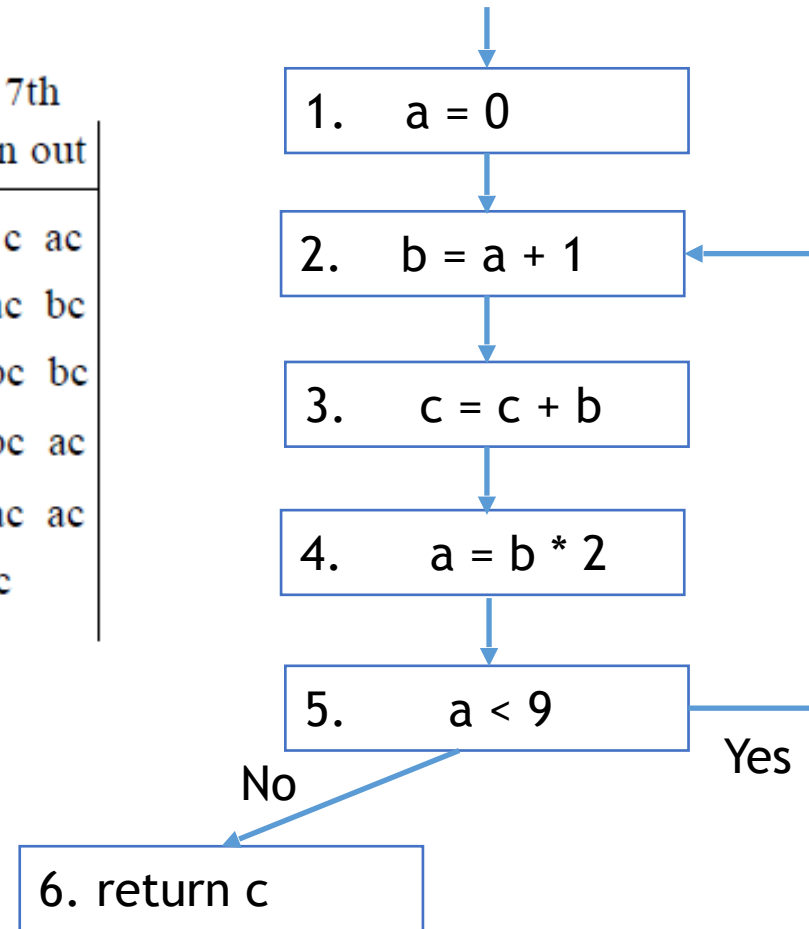 7th
out
c ac
bc
bc
ac
ac
1. a = 0
2. b = a + 1
3. c = c + b
4. a = b * 2
5. a < 9
Yes
No
6. return c